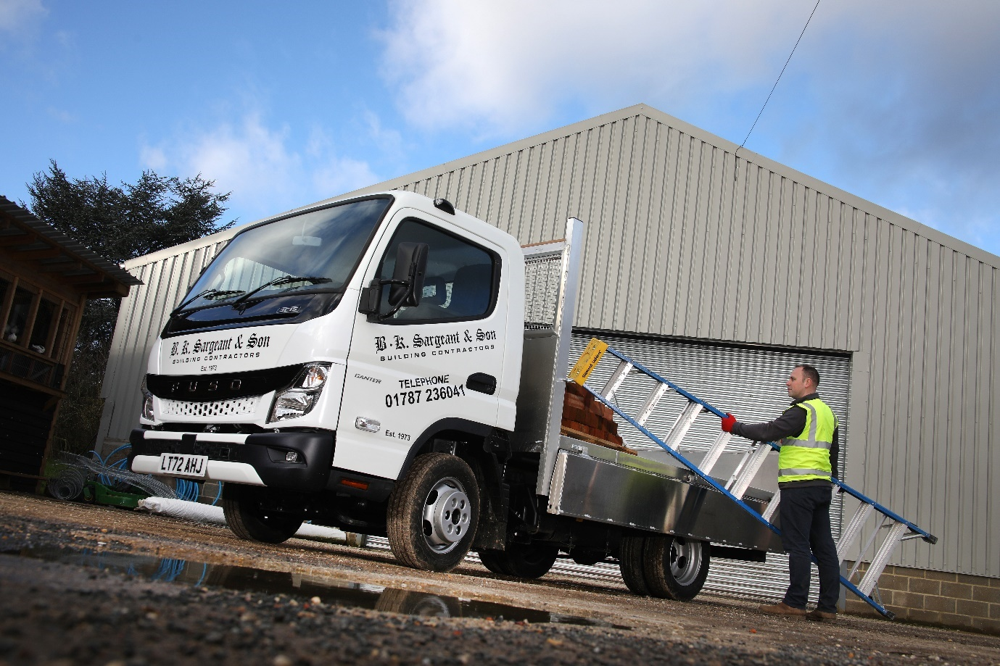 B. K. Sargeant & Son
BUILDING CONTRACTORS
Est. 1973
FUSO
LT72 AHJ
B. K. Sargeant & Son
BUILDING CONTRACTORS
CANTER
TELEPHONE
01787 236041
Est. 1973